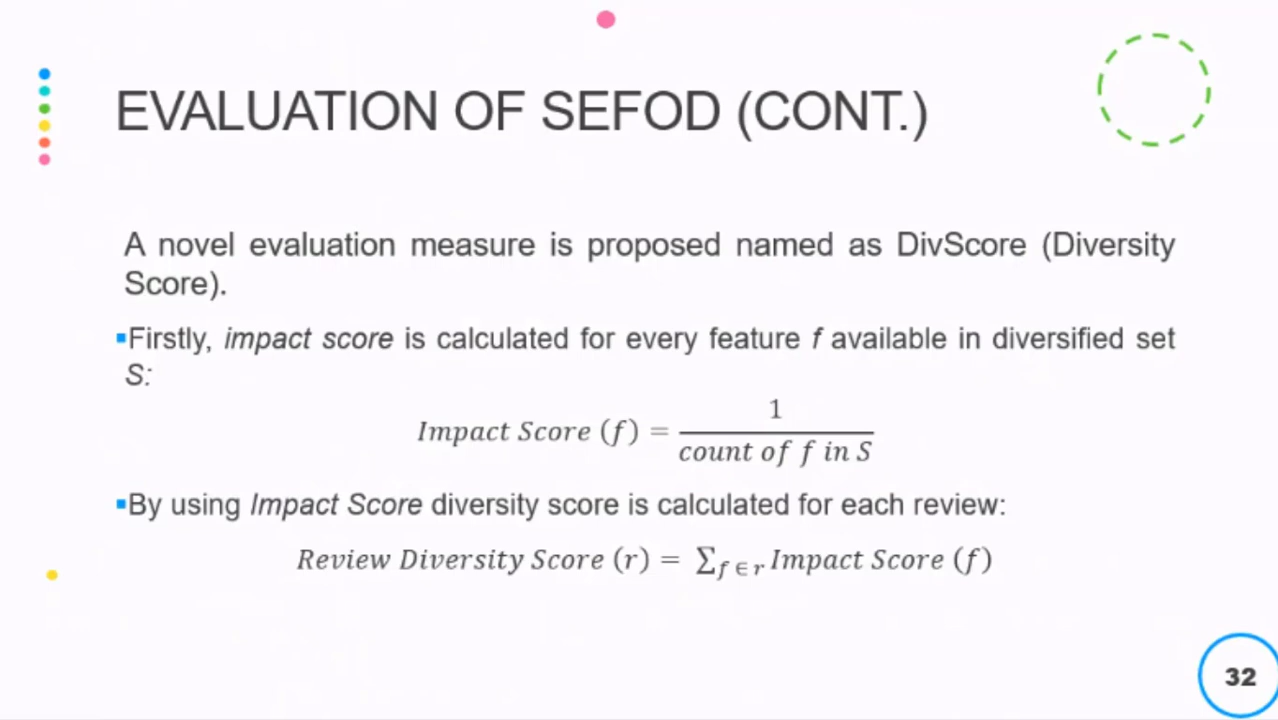 EVALUATION OF SEFOD (CONT.)
A novel evaluation measure is proposed named as DivScore (Diversity
Score).
▪Firstly, impact score is calculated for every feature f available in diversified set
S:
Impact Score (f) = 1 / count of f in S
▪By using Impact Score diversity score is calculated for each review:
Review Diversity Score (r) = ∑f ∈ r Impact Score (f)
32